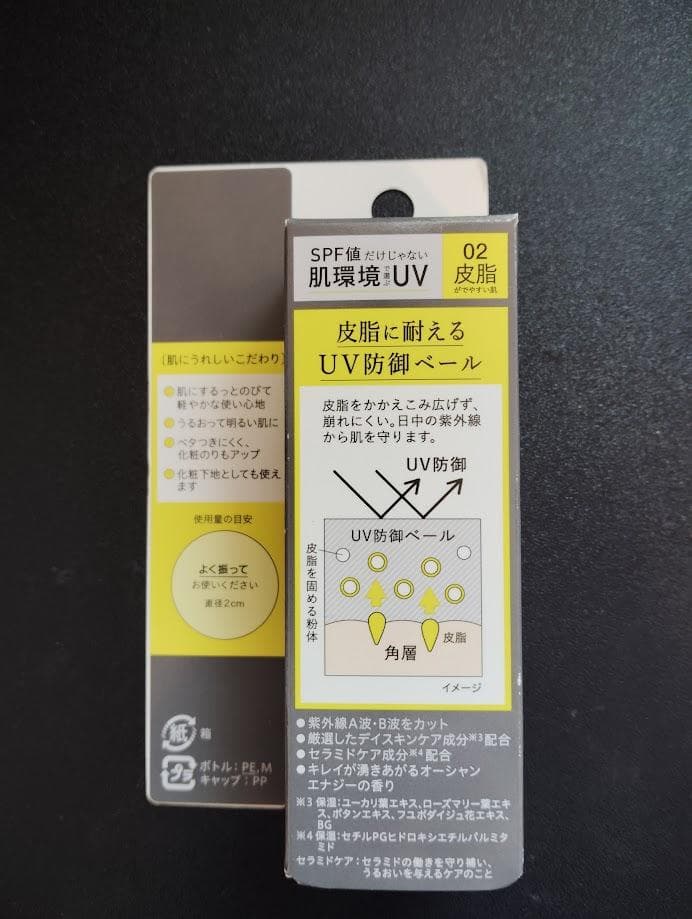 SPF値だけじゃない
肌環境で選ぶUV
02
皮脂
がでやすい肌
皮脂に耐える
UV防御ベール
皮脂をかかえこみ広げず、
崩れにくい。日中の紫外線
から肌を守ります。
UV防御
UV防御ベール
皮脂を固める粉体
皮脂
角層
イメージ
●紫外線A波・B波をカット
●厳選したデイスキンケア成分※3配合
●セラミドケア成分※4配合
●キレイが湧きあがるオーシャン
エナジーの香り
※3 保湿:ユーカリ葉エキス、ローズマリー葉エキ
ス、ボタンエキス、フユボダイジュ花エキス、
BG
※4 保湿:セチルPGヒドロキシエチルパルミタ
ミド
セラミドケア:セラミドの働きを守り補い、
うるおいを与えるケアのこと
[肌にうれしいこだわり]
●肌にするっとのびて
軽やかな使い心地
●うるおって明るい肌に
●ベタつきにくく、
化粧のりもアップ
●化粧下地としても使え
ます
使用量の目安
よく振って
お使いください
直径2cm
紙 箱
プラ ボトル:PE,M
キャップ:PP